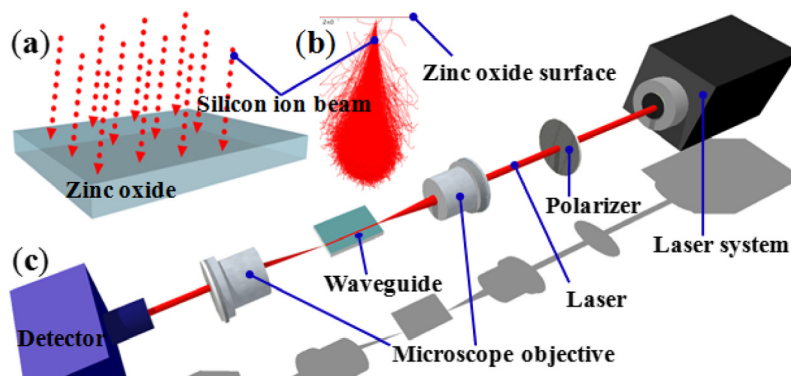 (a)
(b)
Zinc oxide surface
Silicon ion beam
Zinc oxide
Polarizer
Laser system
(c)
Waveguide
Laser
Detector
Microscope objective